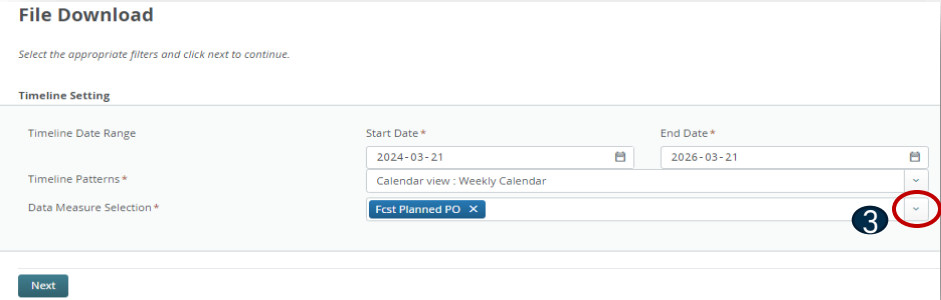 File Download
Select the appropriate filters and click next to continue.
Timeline Setting
Timeline Date Range
Start Date*
End Date*
2024-03-21
2026-03-21
Timeline Patterns*
Calendar view : Weekly Calendar
Data Measure Selection*
Fcst Planned PO ×
3
Next